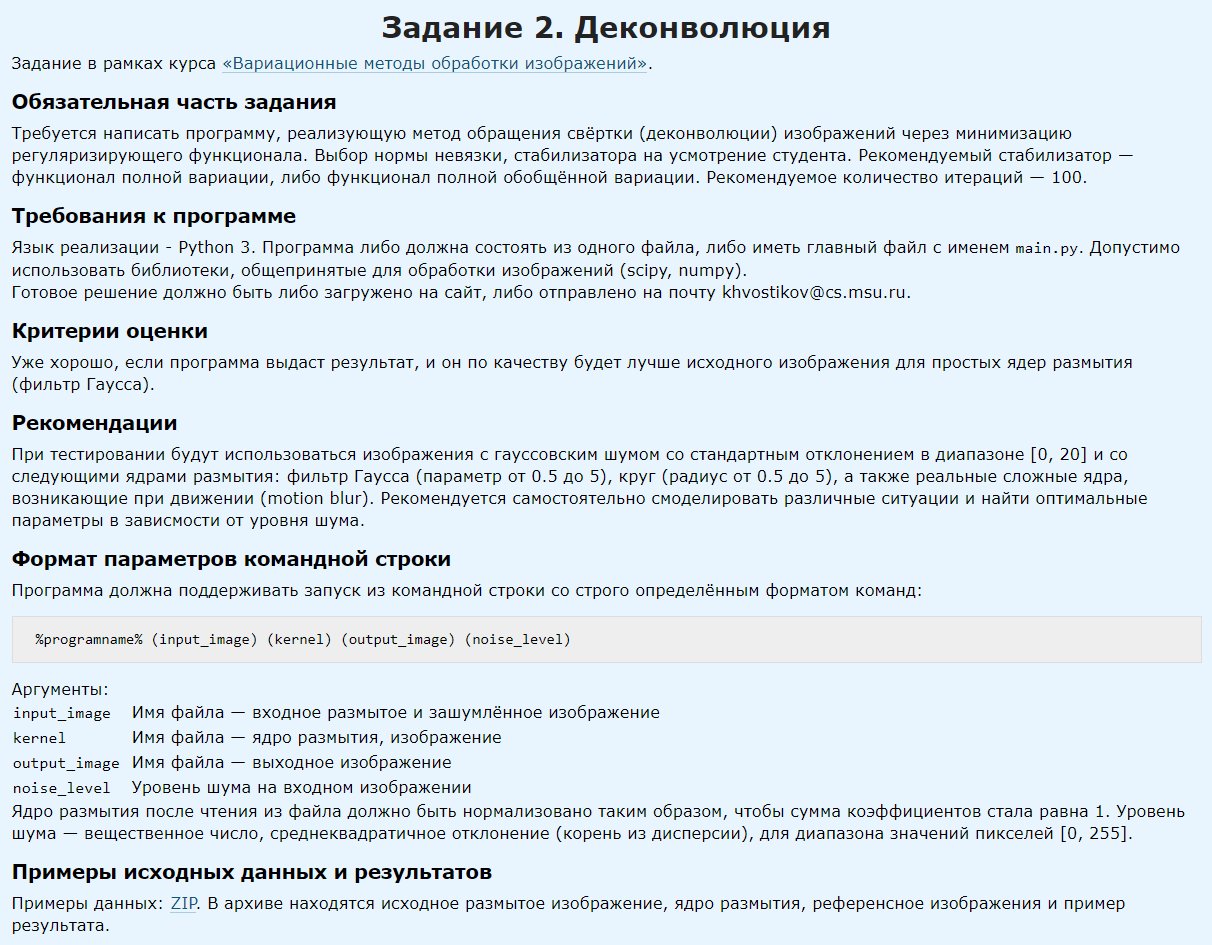 Задание 2. Деконволюция
Задание в рамках курса «Вариационные методы обработки изображений».
Обязательная часть задания
Требуется написать программу, реализующую метод обращения свёртки (деконволюции) изображений через минимизацию
регуляризирующего функционала. Выбор нормы невязки, стабилизатора на усмотрение студента. Рекомендуемый стабилизатор —
функционал полной вариации, либо функционал полной обобщённой вариации. Рекомендуемое количество итераций — 100.
Требования к программе
Язык реализации - Python 3. Программа либо должна состоять из одного файла, либо иметь главный файл с именем main.py. Допустимо
использовать библиотеки, общепринятые для обработки изображений (scipy, numpy).
Готовое решение должно быть либо загружено на сайт, либо отправлено на почту khvostikov@cs.msu.ru.
Критерии оценки
Уже хорошо, если программа выдаст результат, и он по качеству будет лучше исходного изображения для простых ядер размытия
(фильтр Гаусса).
Рекомендации
При тестировании будут использоваться изображения с гауссовским шумом со стандартным отклонением в диапазоне [0, 20] и со
следующими ядрами размытия: фильтр Гаусса (параметр от 0.5 до 5), круг (радиус от 0.5 до 5), а также реальные сложные ядра,
возникающие при движении (motion blur). Рекомендуется самостоятельно смоделировать различные ситуации и найти оптимальные
параметры в зависмости от уровня шума.
Формат параметров командной строки
Программа должна поддерживать запуск из командной строки со строго определённым форматом команд:
%programname% (input_image) (kernel) (output_image) (noise_level)
Аргументы:
input_image Имя файла — входное размытое и зашумлённое изображение
kernel Имя файла — ядро размытия, изображение
output_image Имя файла — выходное изображение
noise_level Уровень шума на входном изображении
Ядро размытия после чтения из файла должно быть нормализовано таким образом, чтобы сумма коэффициентов стала равна 1. Уровень
шума — вещественное число, среднеквадратичное отклонение (корень из дисперсии), для диапазона значений пикселей [0, 255].
Примеры исходных данных и результатов
Примеры данных: ZIP. В архиве находятся исходное размытое изображение, ядро размытия, референсное изображения и пример
результата.